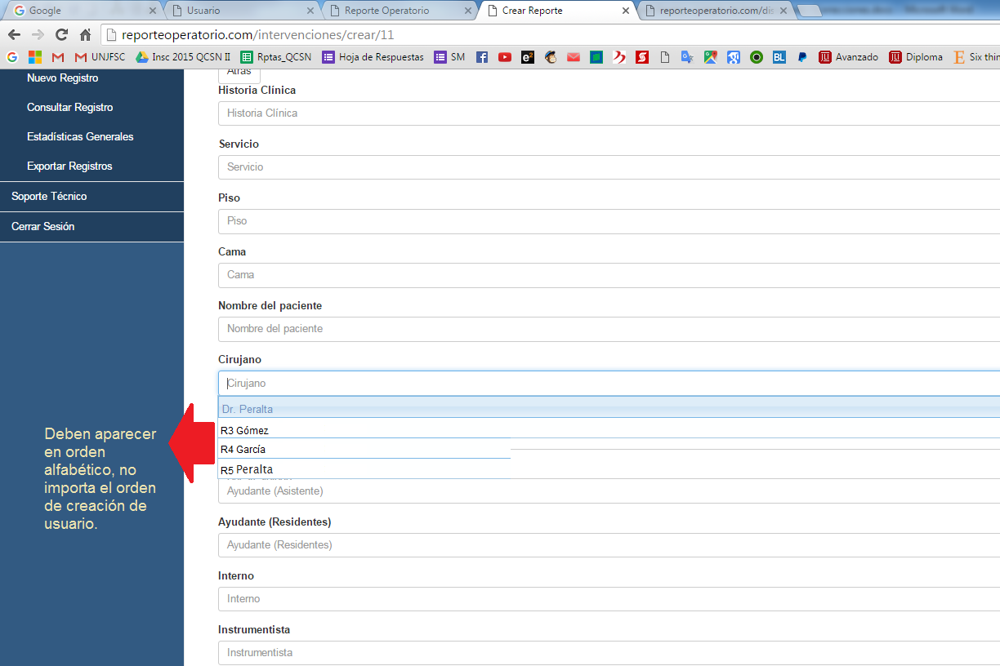 Google
Usuario
Reporte Operatorio
Crear Reporte
reporteoperatorio.com/dis
reporteoperatorio.com/intervenciones/crear/11
UNJFSC
Insc 2015 QCSN II
Rptas_QCSN
Hoja de Respuestas
SM
e²
BL
Avanzado
Diploma
Six thin
Nuevo Registro
Consultar Registro
Estadísticas Generales
Exportar Registros
Soporte Técnico
Cerrar Sesión
Atrás
Historia Clínica
Historia Clínica
Servicio
Servicio
Piso
Piso
Cama
Cama
Nombre del paciente
Nombre del paciente
Cirujano
Cirujano
Dr. Peralta
R3 Gómez
R4 García
R5 Peralta
Deben aparecer
en orden
alfabético, no
importa el orden
de creación de
usuario.
Ayudante (Asistente)
Ayudante (Residentes)
Ayudante (Residentes)
Interno
Interno
Instrumentista
Instrumentista